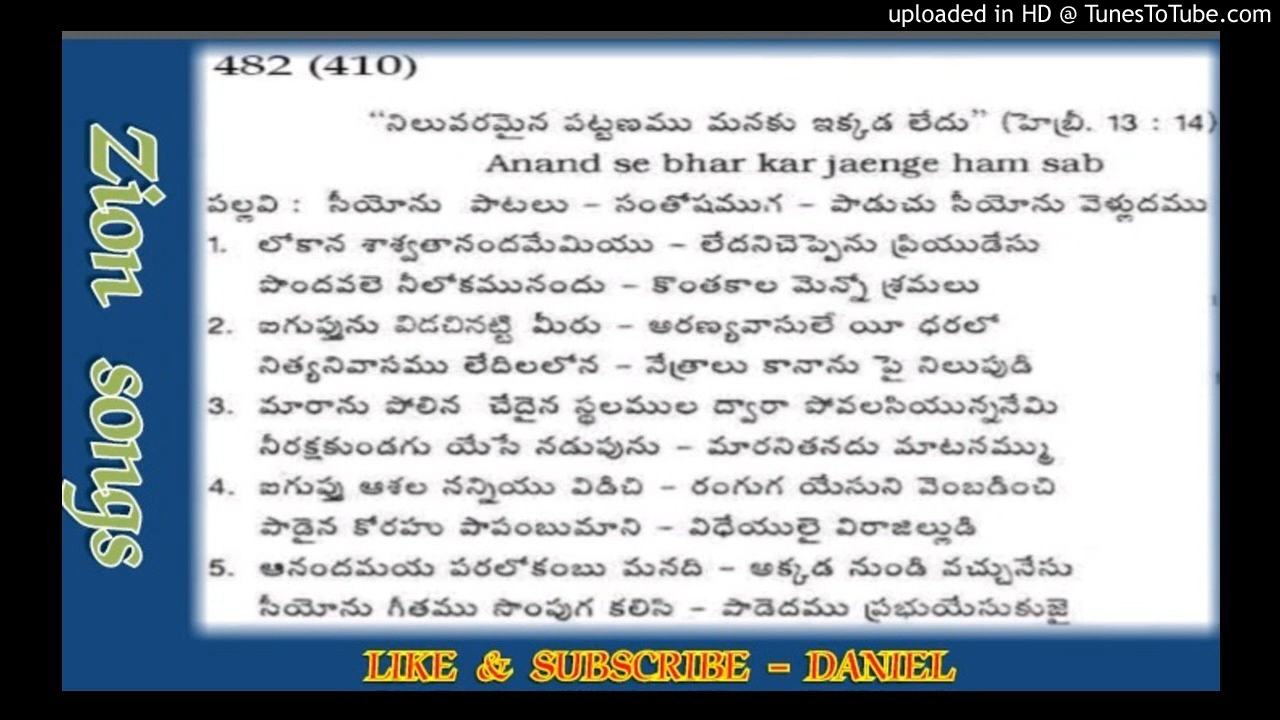 uploaded in HD @ TunesToTube.com
Zion songs
482 (410)
“నిలువరమైన పట్టణము మనకు ఇక్కడ లేదు” (హెబ్రీ. 13 : 14)
Anand se bhar kar jaenge ham sab
పల్లవి : సీయోను పాటలు – సంతోషముగ – పాడుచు సీయోను వెళ్లుదము
1. లోకాన శాశ్వతానందమేమియు – లేదనిచెప్పెను ప్రియుడేసు
పొందవలె నీలోకమునందు – కొంతకాల మెన్నో శ్రమలు
2. ఐగుప్తును విడచినట్టి మీరు – అరణ్యవాసులే యీ ధరలో
నిత్యనివాసము లేదిలలోన – నేత్రాలు కానాను పై నిలుపుడి
3. మారాను పోలిన చేదైన స్థలముల ద్వారా పోవలసియున్ననేమి
నీరక్షకుండగు యేసే నడుపును – మారనితనదు మాటనమ్ము
4. ఐగుప్తు ఆశల నన్నియు విడిచి – రంగుగ యేసుని వెంబడించి
పాడైన కోరహు పాపంబుమాని – విధేయులై విరాజిల్లుడి
5. ఆనందమయ పరలోకంబు మనది – అక్కడ నుండి వచ్చునేసు
సీయోను గీతము సొంపుగ కలిసి – పాడెదము ప్రభుయేసుకుజై
LIKE & SUBSCRIBE – DANIEL